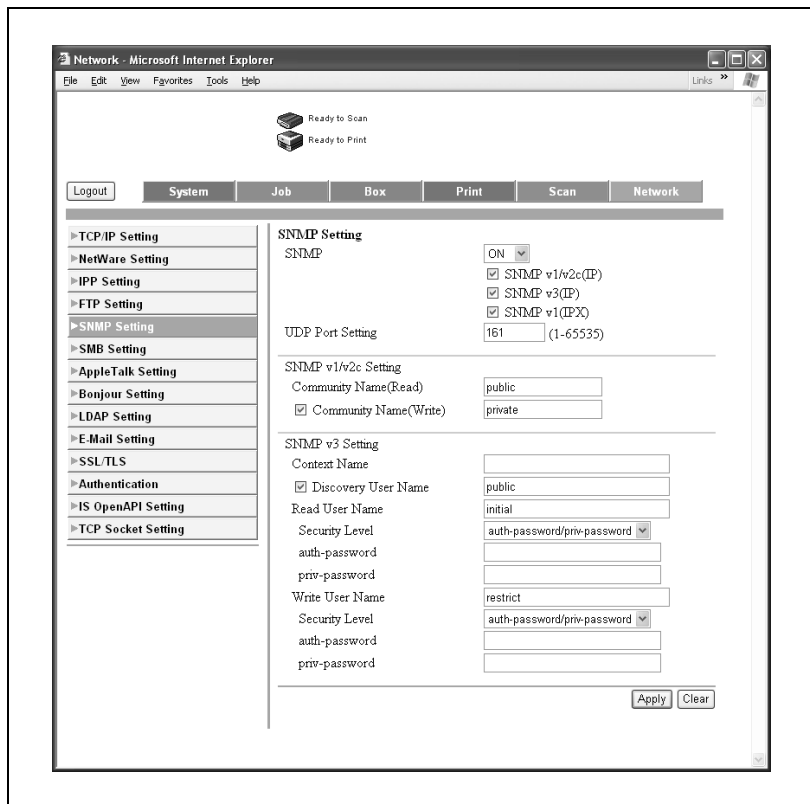 Network - Microsoft Internet Explorer
File Edit View Favorites Tools Help Links »
Ready to Scan
Ready to Print
Logout System Job Box Print Scan Network
TCP/IP Setting
NetWare Setting
IPP Setting
FTP Setting
SNMP Setting
SMB Setting
AppleTalk Setting
Bonjour Setting
LDAP Setting
E-Mail Setting
SSL/TLS
Authentication
IS OpenAPI Setting
TCP Socket Setting
SNMP Setting
SNMP ON
SNMP v1/v2c(IP)
SNMP v3(IP)
SNMP v1(IPX)
UDP Port Setting 161 (1-65535)
SNMP v1/v2c Setting
Community Name(Read) public
Community Name(Write) private
SNMP v3 Setting
Context Name
Discovery User Name public
Read User Name initial
Security Level auth-password/priv-password
auth-password
priv-password
Write User Name restrict
Security Level auth-password/priv-password
auth-password
priv-password
Apply Clear